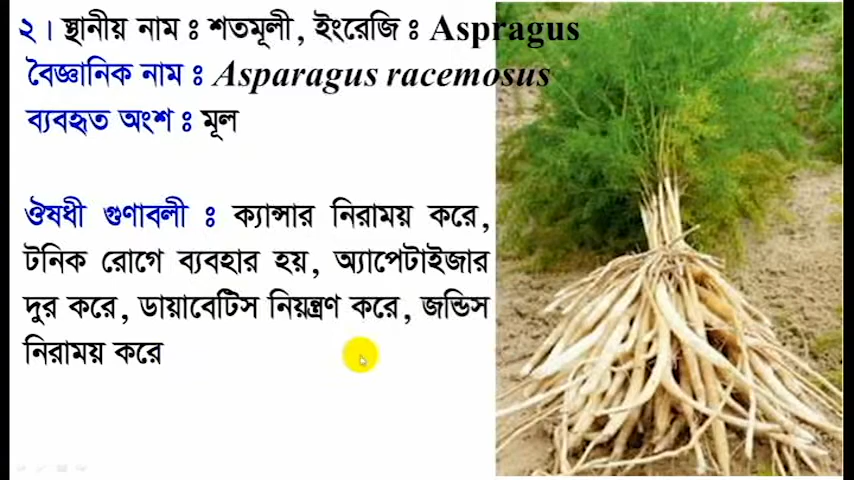 ২। স্থানীয় নাম ঃ শতমূলী, ইংরেজি ঃ Aspragus
বৈজ্ঞানিক নাম ঃ Asparagus racemosus
ব্যবহৃত অংশ ঃ মূল
ঔষধী গুণাবলী ঃ ক্যান্সার নিরাময় করে,
টনিক রোগে ব্যবহার হয়, অ্যাপেটাইজার
দুর করে, ডায়াবেটিস নিয়ন্ত্রণ করে, জন্ডিস
নিরাময় করে